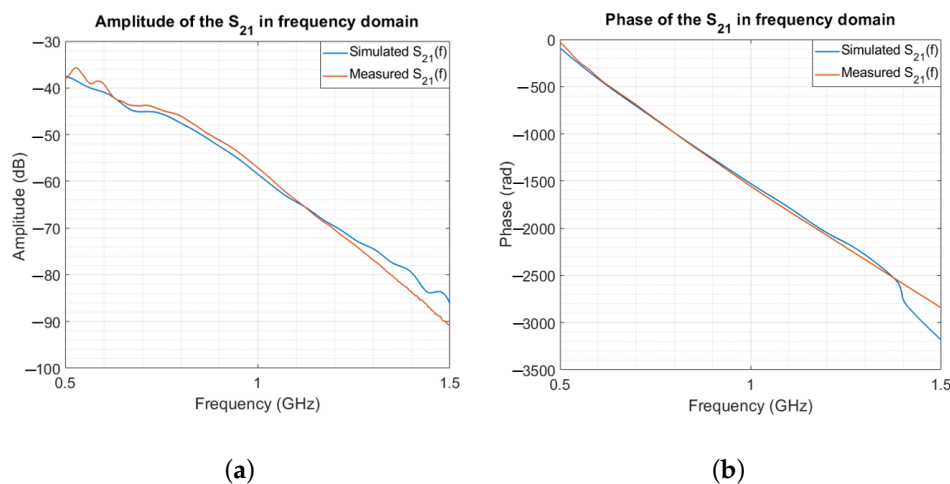 Amplitude of the S21 in frequency domain
−30
−40
−50
−60
−70
−80
−90
−100
Amplitude (dB)
Simulated S21(f)
Measured S21(f)
0.5
1
1.5
Frequency (GHz)
(a)
Phase of the S21 in frequency domain
0
−500
−1000
−1500
−2000
−2500
−3000
−3500
Phase (rad)
Simulated S21(f)
Measured S21(f)
0.5
1
1.5
Frequency (GHz)
(b)